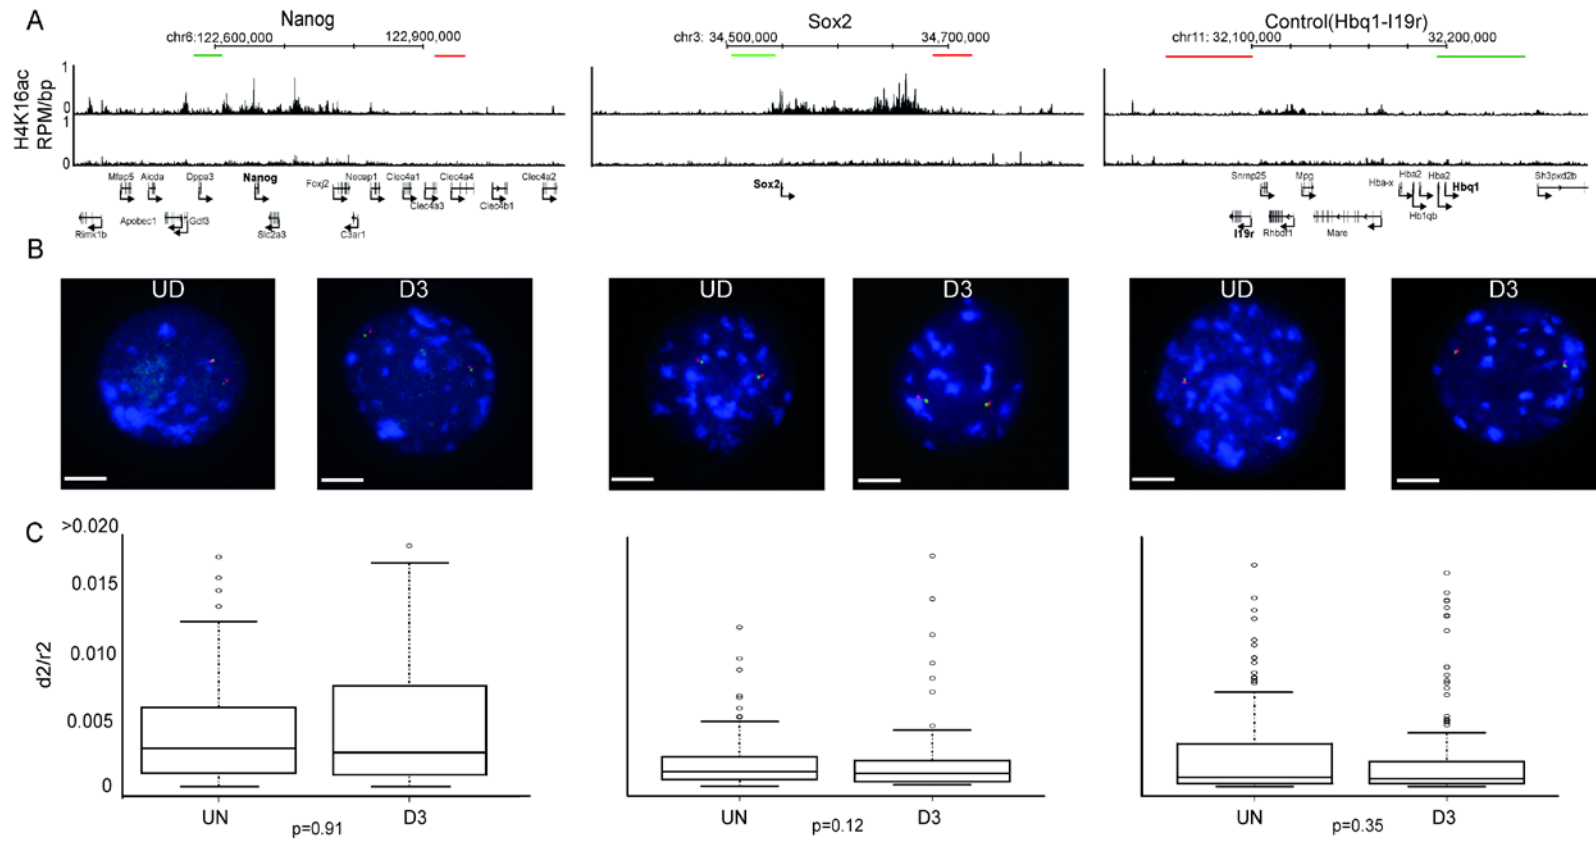 A
Nanog
Sox2
Control(Hbq1-I19r)
chr6:122,600,000 122,900,000
chr3: 34,500,000 34,700,000
chr11: 32,100,000 32,200,000
H4K16ac
RPM/bp
1
0
1
0
Mfap5 Aicda Dppa3 Nanog Foxj2 Necap1 Clec4a1 Clec4a4 Clec4a2
Apobec1 Gdf3 Clec4a3 Clec4b1
Rimk1b Slc2a3 C3ar1
Sox2
Snrnp25 Mpg Hba-x Hba2 Hba2 Hbq1 Sh3pxd2b
Hb1qb
I19r Rhbdf1 Mare
B
UD D3 UD D3 UD D3
C
>0.020
0.015
0.010
0.005
0
d2/r2
UN D3 UN D3 UN D3
p=0.91 p=0.12 p=0.35